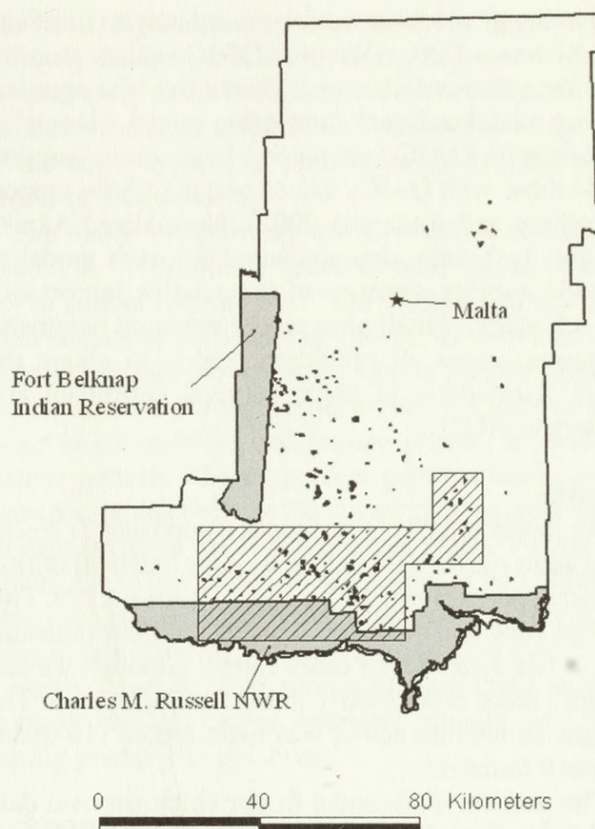 Malta
Fort Belknap
Indian Reservation
Charles M. Russell NWR
0 40 80 Kilometers